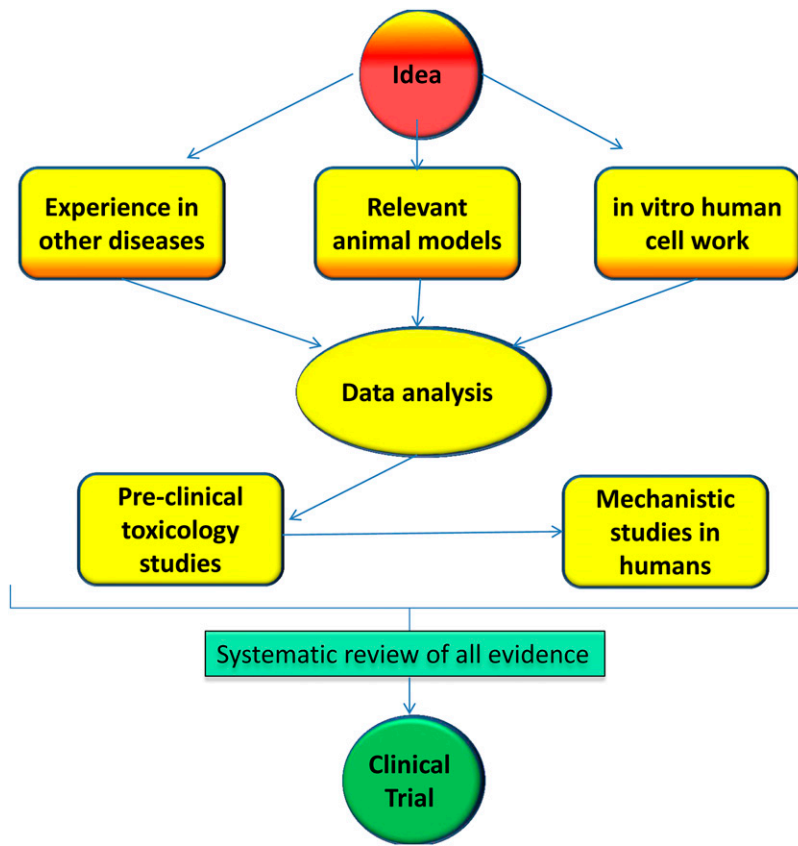 Idea
Experience in
other diseases
Relevant
animal models
in vitro human
cell work
Data analysis
Pre-clinical
toxicology
studies
Mechanistic
studies in
humans
Systematic review of all evidence
Clinical
Trial